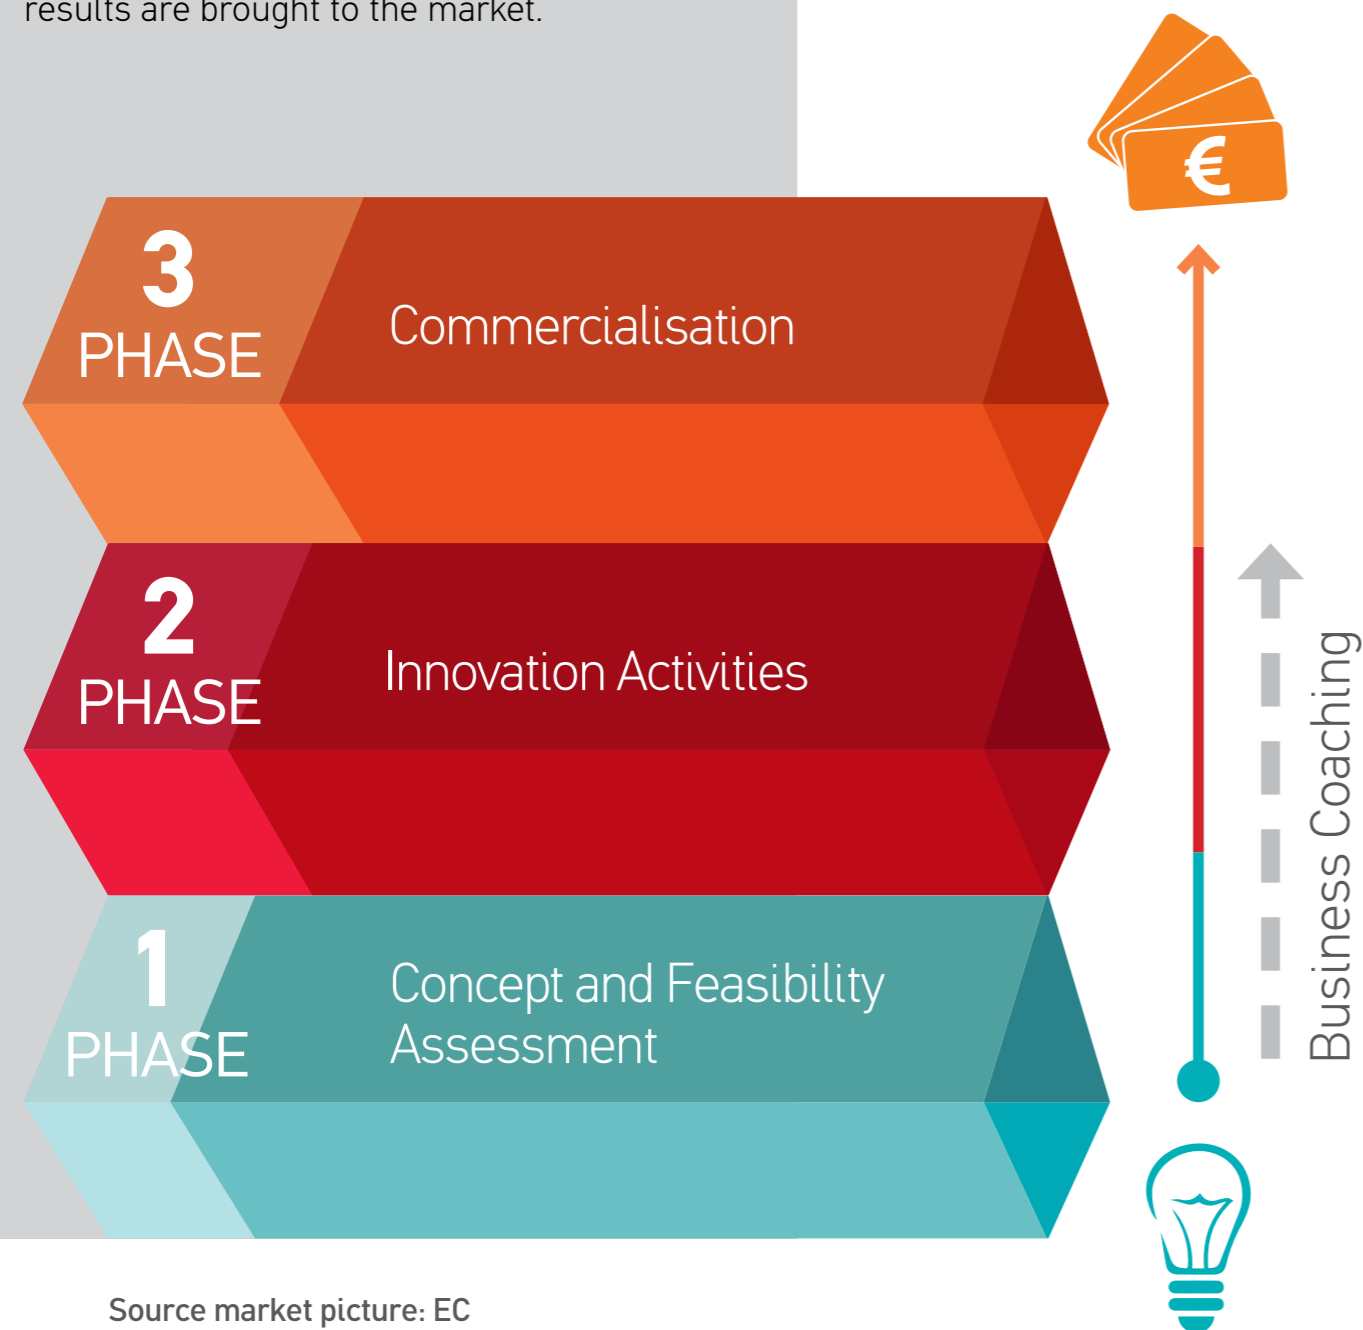 results are brought to the market.
€
3
PHASE
Commercialisation
2
PHASE
Innovation Activities
1
PHASE
Concept and Feasibility
Assessment
Business Coaching
Source market picture: EC